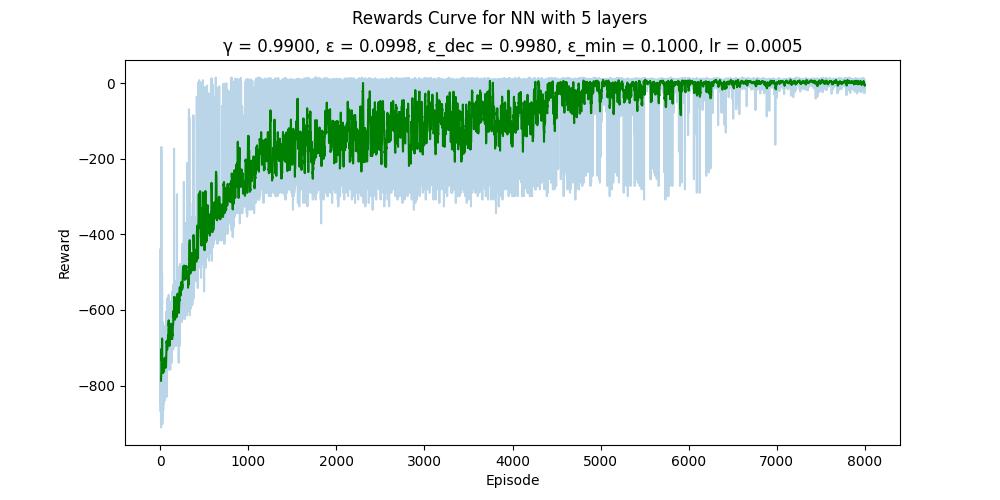 Rewards Curve for NN with 5 layers
γ = 0.9900, ε = 0.0998, ε_dec = 0.9980, ε_min = 0.1000, lr = 0.0005
Reward
0
−200
−400
−600
−800
0 1000 2000 3000 4000 5000 6000 7000 8000
Episode